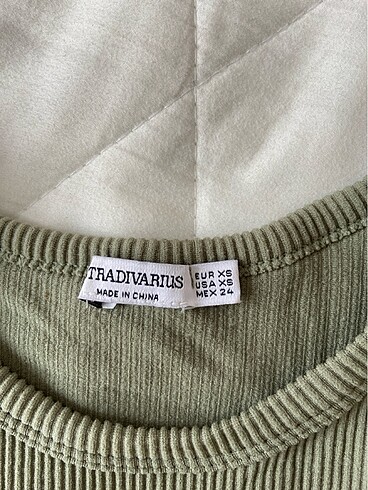 TRADIVARIUS
MADE IN CHINA
EUR XS
USA XS
MEX 24